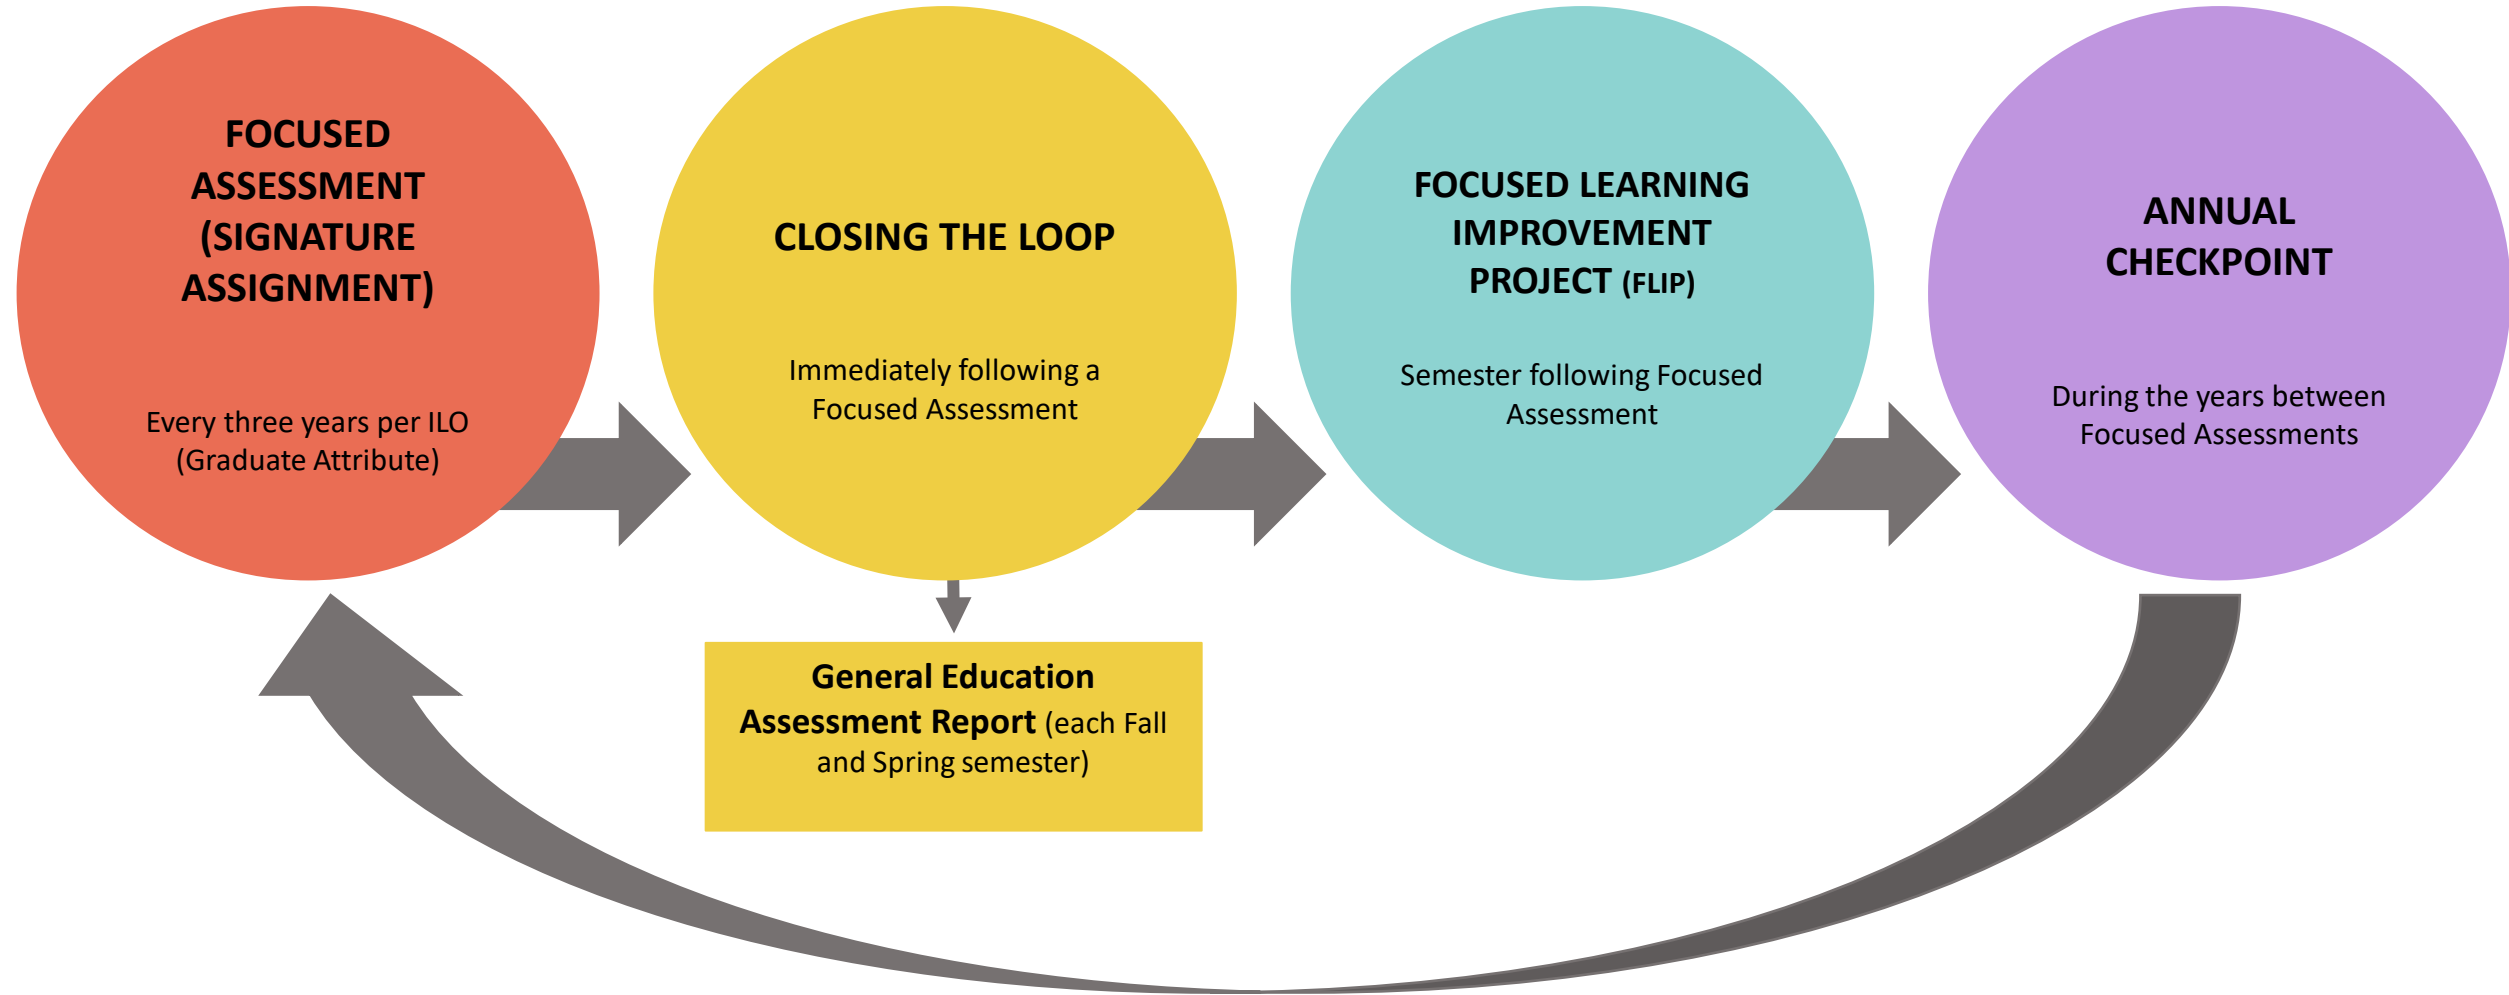 FOCUSED
ASSESSMENT
(SIGNATURE
ASSIGNMENT)
Every three years per ILO
(Graduate Attribute)
CLOSING THE LOOP
Immediately following a
Focused Assessment
General Education
Assessment Report (each Fall
and Spring semester)
FOCUSED LEARNING
IMPROVEMENT
PROJECT (FLIP)
Semester following Focused
Assessment
ANNUAL
CHECKPOINT
During the years between
Focused Assessments